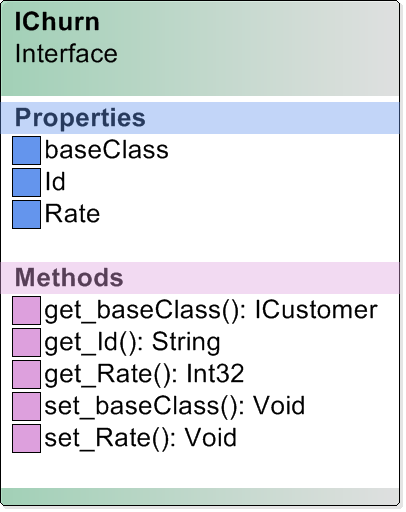 IChurn
Interface
Properties
baseClass
Id
Rate
Methods
get_baseClass(): ICustomer
get_Id(): String
get_Rate(): Int32
set_baseClass(): Void
set_Rate(): Void